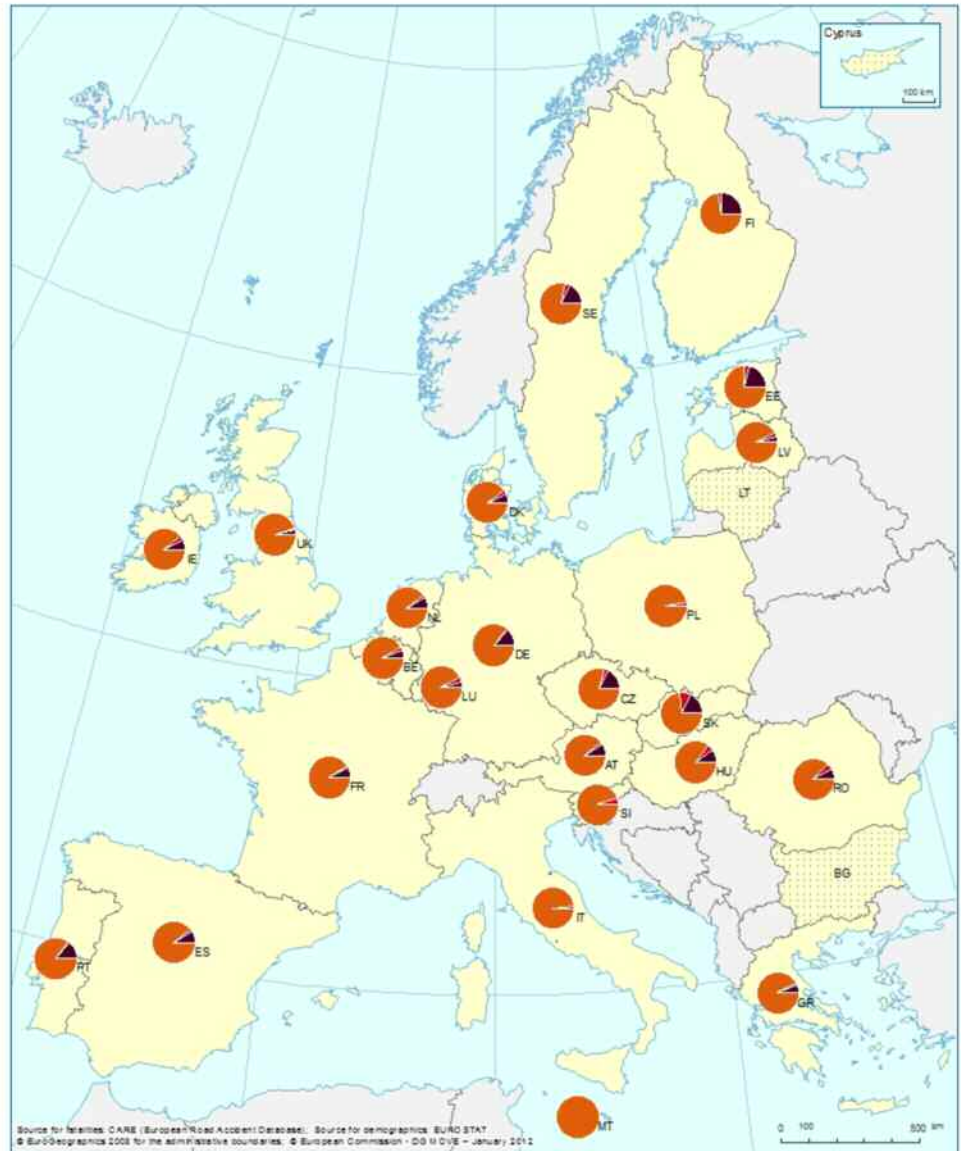 Cyprus
100 km
FI
SE
EE
LV
LT
DK
IE
UK
NL
PL
BE
DE
LU
CZ
SK
AT
HU
FR
RO
SI
BG
IT
PT
ES
GR
MT
Source for fatalities: CARE (European Road Accident Database); Source for demographics: EUROSTAT
© EuroGeographics 2008 for the administrative boundaries; © European Commission - DG MOVE – January 2012
0 100 500 km